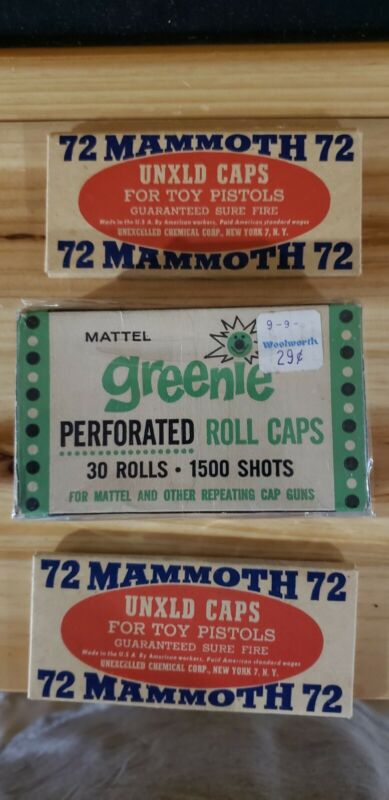 72 MAMMOTH 72
UNXLD CAPS
FOR TOY PISTOLS
GUARANTEED SURE FIRE
Made in the U.S.A. By American workers. Paid American standard wages
UNEXCELLED CHEMICAL CORP., NEW YORK 7, N.Y.
72 MAMMOTH 72
MATTEL
9-9-
Woolworth
29¢
greenie
PERFORATED ROLL CAPS
30 ROLLS • 1500 SHOTS
FOR MATTEL AND OTHER REPEATING CAP GUNS
72 MAMMOTH 72
UNXLD CAPS
FOR TOY PISTOLS
GUARANTEED SURE FIRE
Made in the U.S.A. By American workers. Paid American standard wages
UNEXCELLED CHEMICAL CORP., NEW YORK 7, N.Y.
72 MAMMOTH 72